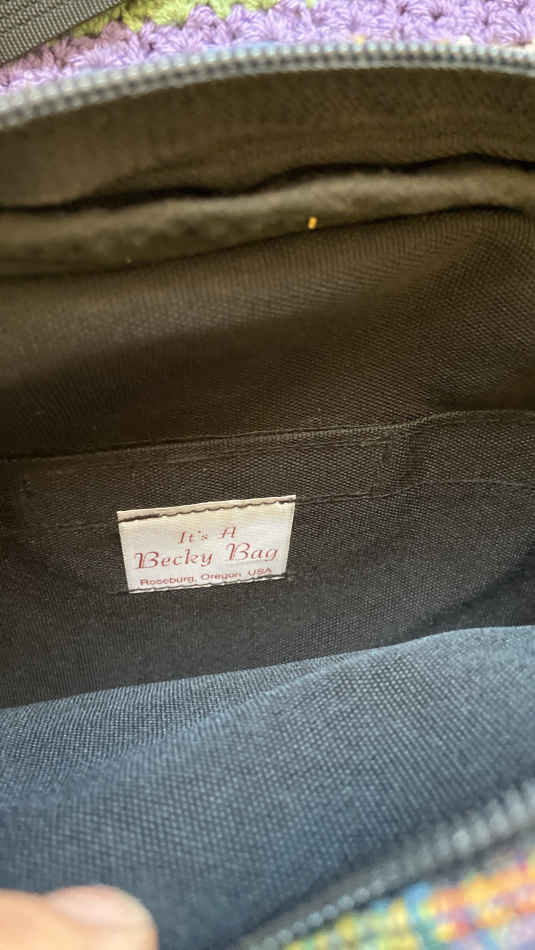 It's A
Becky Bag
Roseburg, Oregon USA